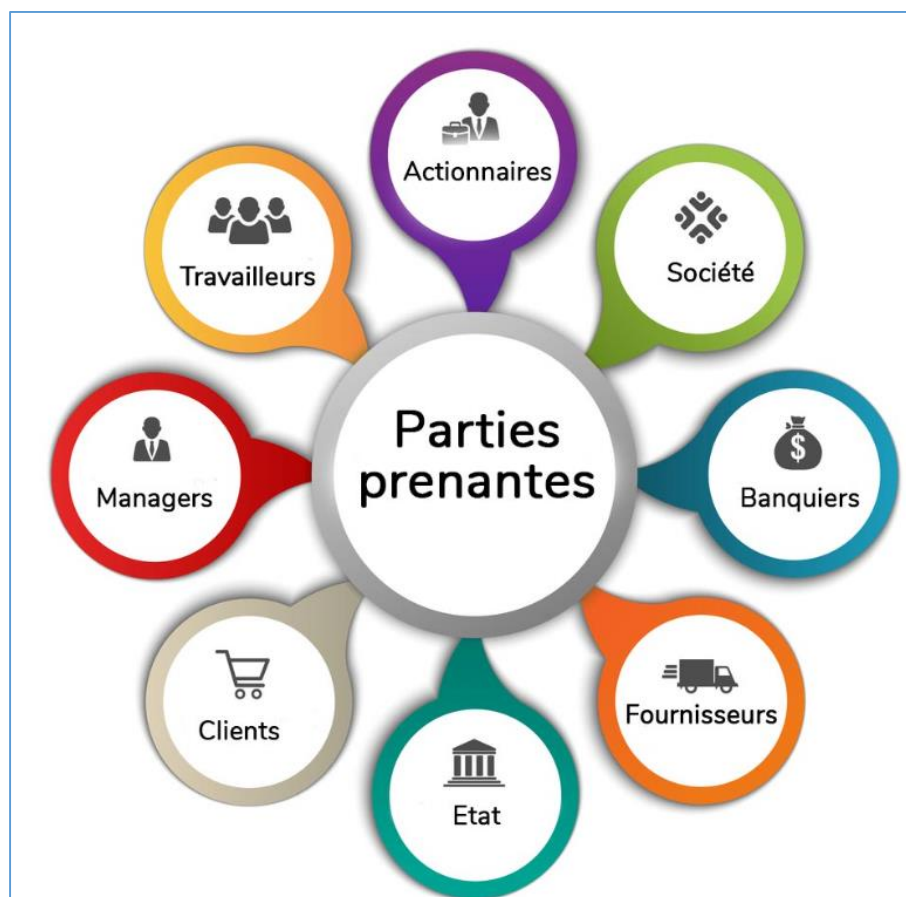 Parties
prenantes
Actionnaires
Société
Banquiers
$
Fournisseurs
Etat
Clients
Managers
Travailleurs